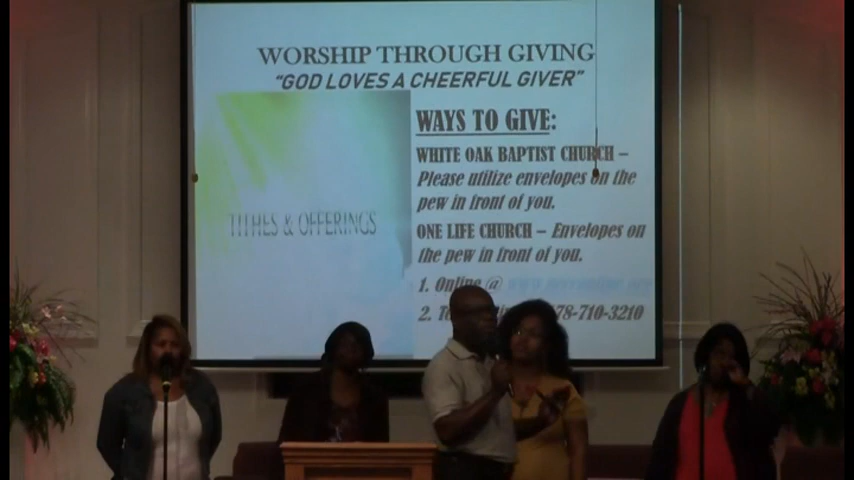 WORSHIP THROUGH GIVING
"GOD LOVES A CHEERFUL GIVER"
TITHES & OFFERINGS
WAYS TO GIVE:
WHITE OAK BAPTIST CHURCH –
Please utilize envelopes on the
pew in front of you.
ONE LIFE CHURCH – Envelopes on
the pew in front of you.
1. Online @
2. 78-710-3210